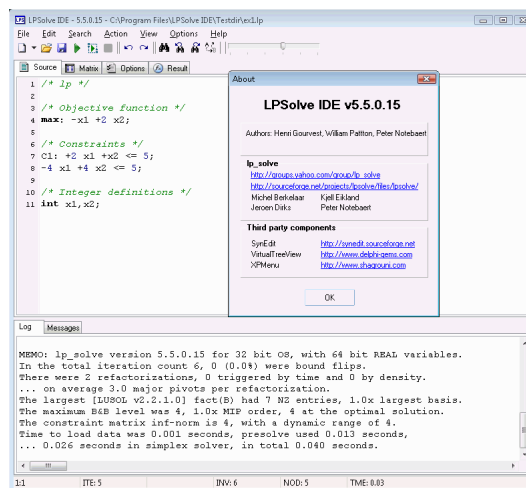 LPSolve IDE - 5.5.0.15 - C:\Program Files\LPSolve IDE\Testdir\ex1.lp
File Edit Search Action View Options Help
Source Matrix Options Result
1 /* lp */
2
3 /* Objective function */
4 max: -x1 +2 x2;
5
6 /* Constraints */
7 C1: +2 x1 +x2 <= 5;
8 -4 x1 +4 x2 <= 5;
9
10 /* Integer definitions */
11 int x1,x2;
About
LPSolve IDE v5.5.0.15
Authors: Henri Gourvest, William Pattton, Peter Notebaert
lp_solve
http://groups.yahoo.com/group/lp_solve
http://sourceforge.net/projects/lpsolve/files/lpsolve/
Michel Berkelaar Kjell Eikland
Jeroen Dirks Peter Notebaert
Third party components
SynEdit http://synedit.sourceforge.net
VirtualTreeView http://www.delphi-gems.com
XPMenu http://www.shagrouni.com
OK
Log Messages
MEMO: lp_solve version 5.5.0.15 for 32 bit OS, with 64 bit REAL variables.
In the total iteration count 6, 0 (0.0%) were bound flips.
There were 2 refactorizations, 0 triggered by time and 0 by density.
... on average 3.0 major pivots per refactorization.
The largest [LUSOL v2.2.1.0] fact(B) had 7 NZ entries, 1.0x largest basis.
The maximum B&B level was 4, 1.0x MIP order, 4 at the optimal solution.
The constraint matrix inf-norm is 4, with a dynamic range of 4.
Time to load data was 0.001 seconds, presolve used 0.013 seconds,
... 0.026 seconds in simplex solver, in total 0.040 seconds.
1:1 ITE: 5 INV: 6 NOD: 5 TME: 0.03